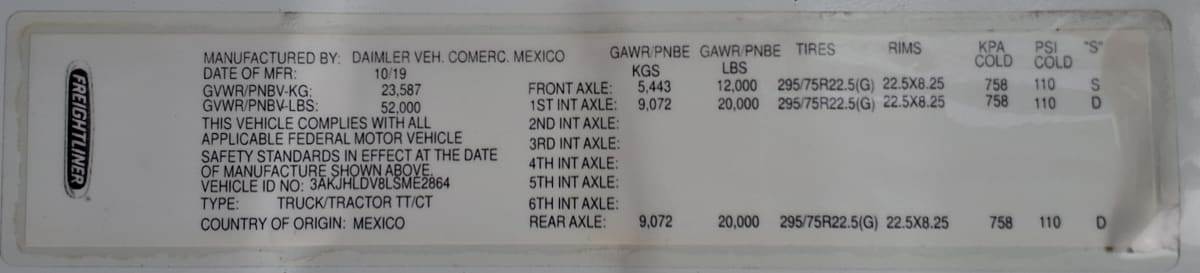 FREIGHTLINER
MANUFACTURED BY: DAIMLER VEH. COMERC. MEXICO GAWR/PNBE GAWR/PNBE TIRES RIMS KPA PSI "S"
DATE OF MFR: 10/19 KGS LBS COLD COLD
GVWR/PNBV-KG: 23,587 FRONT AXLE: 5,443 12,000 295/75R22.5(G) 22.5X8.25 758 110 S
GVWR/PNBV-LBS: 52,000 1ST INT AXLE: 9,072 20,000 295/75R22.5(G) 22.5X8.25 758 110 D
THIS VEHICLE COMPLIES WITH ALL 2ND INT AXLE:
APPLICABLE FEDERAL MOTOR VEHICLE 3RD INT AXLE:
SAFETY STANDARDS IN EFFECT AT THE DATE 4TH INT AXLE:
OF MANUFACTURE SHOWN ABOVE.
VEHICLE ID NO: 3AKJHLDV8LSME2864 5TH INT AXLE:
TYPE: TRUCK/TRACTOR TT/CT 6TH INT AXLE:
COUNTRY OF ORIGIN: MEXICO REAR AXLE: 9,072 20,000 295/75R22.5(G) 22.5X8.25 758 110 D